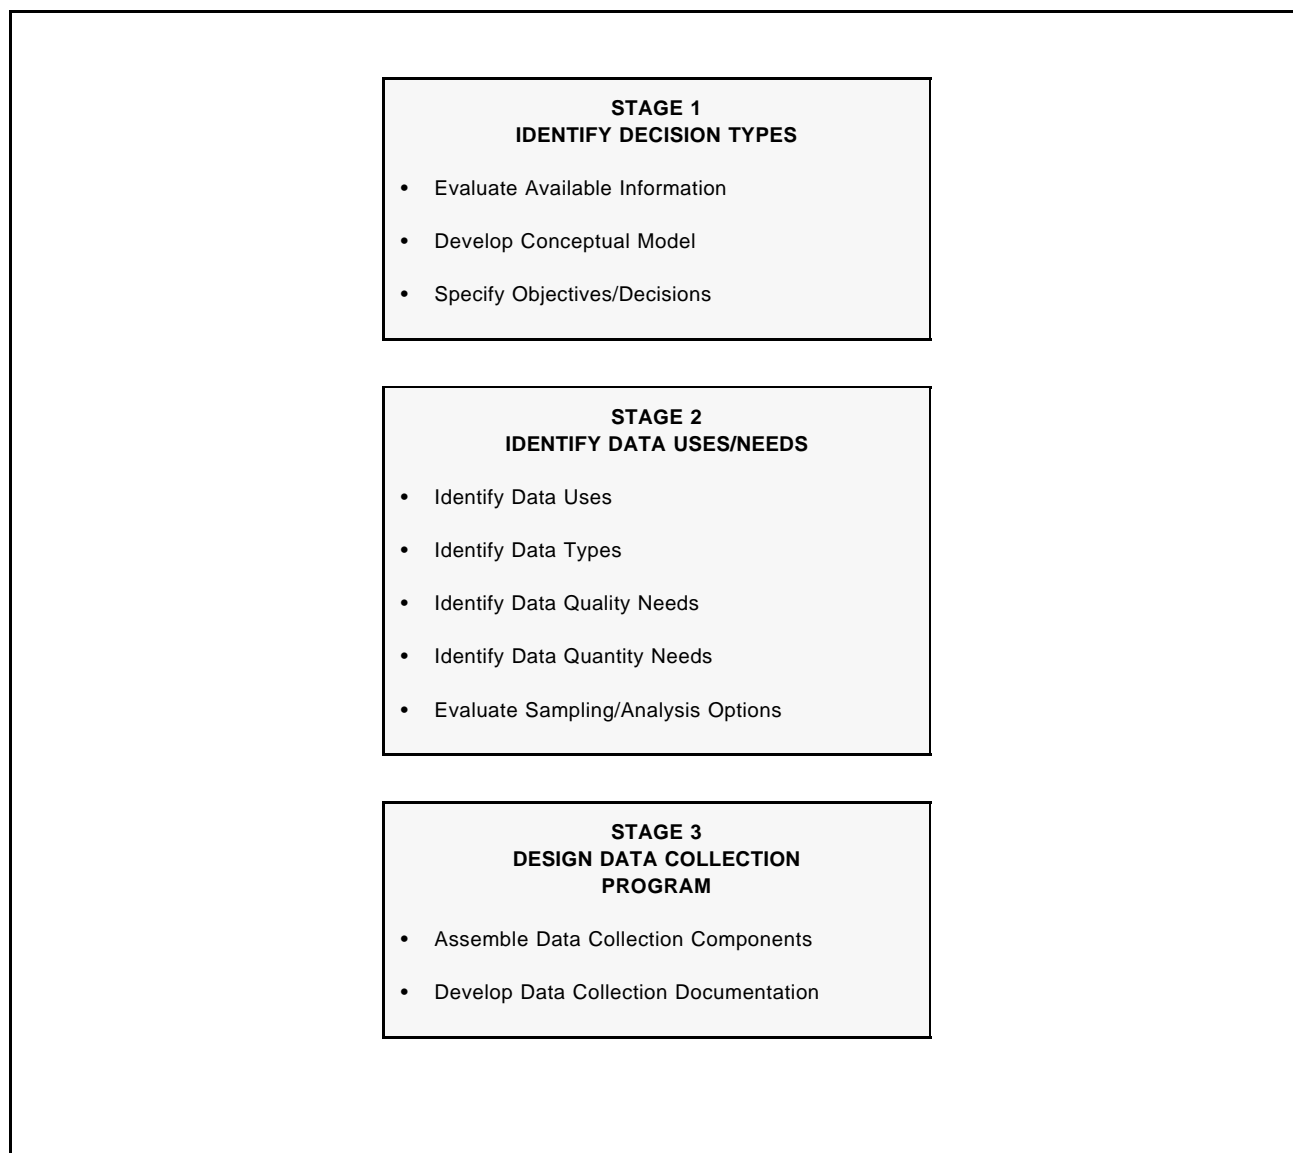 STAGE 1
IDENTIFY DECISION TYPES
• Evaluate Available Information
• Develop Conceptual Model
• Specify Objectives/Decisions
STAGE 2
IDENTIFY DATA USES/NEEDS
• Identify Data Uses
• Identify Data Types
• Identify Data Quality Needs
• Identify Data Quantity Needs
• Evaluate Sampling/Analysis Options
STAGE 3
DESIGN DATA COLLECTION
PROGRAM
• Assemble Data Collection Components
• Develop Data Collection Documentation